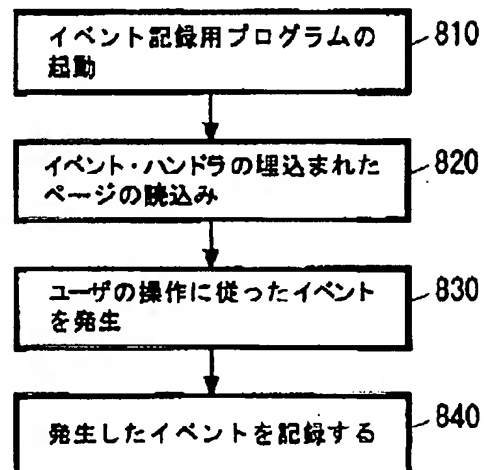 イベント記録用プログラムの
起動
810
イベント・ハンドラの埋込まれた
ページの読込み
820
ユーザの操作に従ったイベント
を発生
830
発生したイベントを記録する
840